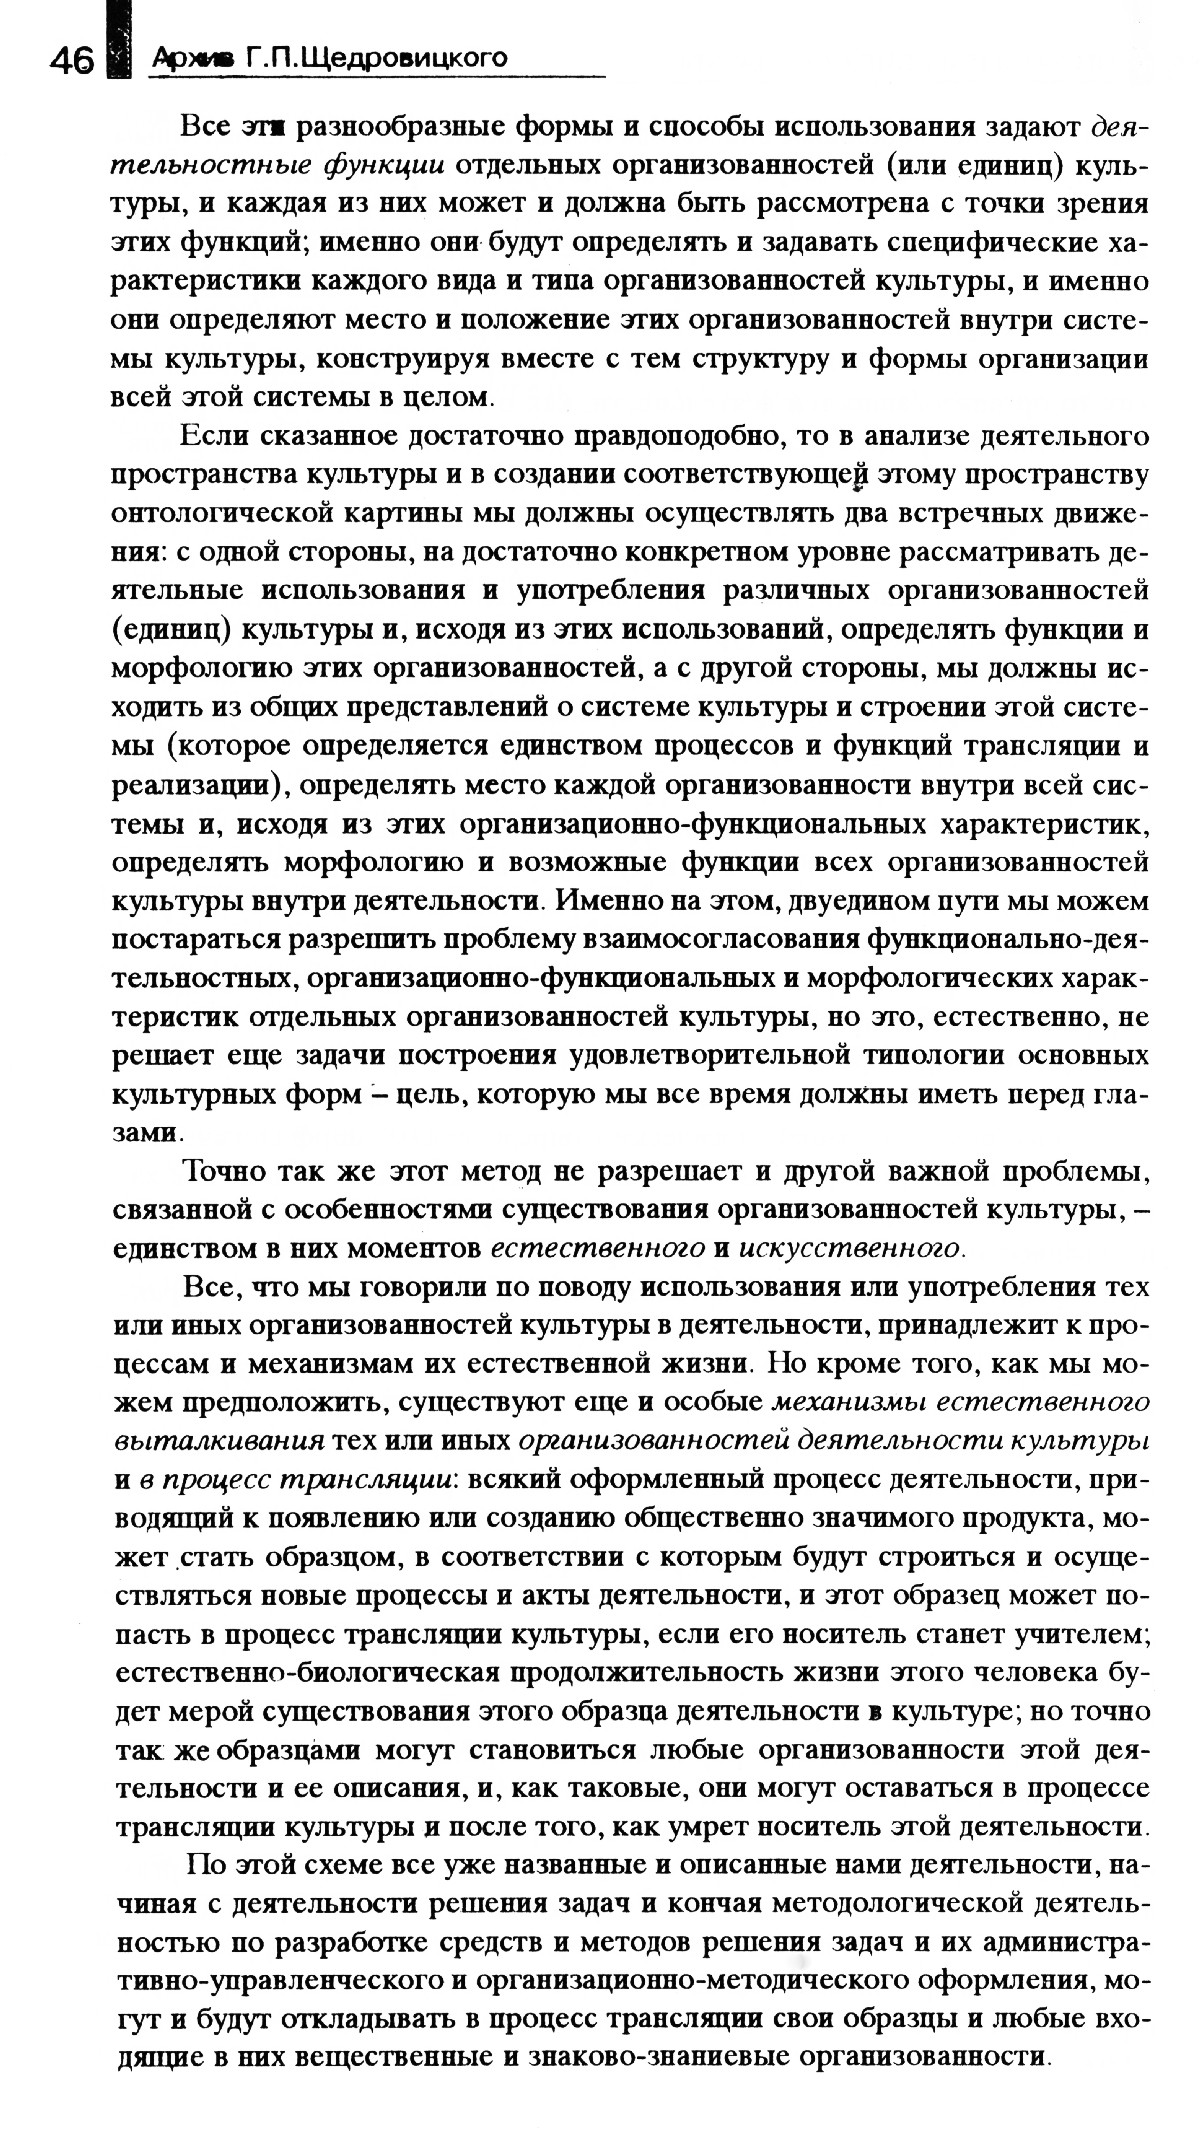 46 Архив Г.П.Щедровицкого
Все эти разнообразные формы и способы использования задают дея-
тельностные функции отдельных организованностей (или единиц) куль-
туры, и каждая из них может и должна быть рассмотрена с точки зрения
этих функций; именно они будут определять и задавать специфические ха-
рактеристики каждого вида и типа организованностей культуры, и именно
они определяют место и положение этих организованностей внутри систе-
мы культуры, конструируя вместе с тем структуру и формы организации
всей этой системы в целом.
Если сказанное достаточно правдоподобно, то в анализе деятельного
пространства культуры и в создании соответствующей этому пространству
онтологической картины мы должны осуществлять два встречных движе-
ния: с одной стороны, на достаточно конкретном уровне рассматривать де-
ятельные использования и употребления различных организованностей
(единиц) культуры и, исходя из этих использований, определять функции и
морфологию этих организованностей, а с другой стороны, мы должны ис-
ходить из общих представлений о системе культуры и строении этой систе-
мы (которое определяется единством процессов и функций трансляции и
реализации), определять место каждой организованности внутри всей сис-
темы и, исходя из этих организационно-функциональных характеристик,
определять морфологию и возможные функции всех организованностей
культуры внутри деятельности. Именно на этом, двуедином пути мы можем
постараться разрешить проблему взаимосогласования функционально-дея-
тельностных, организационно-функциональных и морфологических харак-
теристик отдельных организованностей культуры, но это, естественно, не
решает еще задачи построения удовлетворительной типологии основных
культурных форм – цель, которую мы все время должны иметь перед гла-
зами.
Точно так же этот метод не разрешает и другой важной проблемы,
связанной с особенностями существования организованностей культуры, –
единством в них моментов естественного и искусственного.
Все, что мы говорили по поводу использования или употребления тех
или иных организованностей культуры в деятельности, принадлежит к про-
цессам и механизмам их естественной жизни. Но кроме того, как мы мо-
жем предположить, существуют еще и особые механизмы естественного
выталкивания тех или иных организованностей деятельности культуры
и в процесс трансляции: всякий оформленный процесс деятельности, при-
водящий к появлению или созданию общественно значимого продукта, мо-
жет стать образцом, в соответствии с которым будут строиться и осуще-
ствляться новые процессы и акты деятельности, и этот образец может по-
пасть в процесс трансляции культуры, если его носитель станет учителем;
естественно-биологическая продолжительность жизни этого человека бу-
дет мерой существования этого образца деятельности в культуре; но точно
так же образцами могут становиться любые организованности этой дея-
тельности и ее описания, и, как таковые, они могут оставаться в процессе
трансляции культуры и после того, как умрет носитель этой деятельности.
По этой схеме все уже названные и описанные нами деятельности, на-
чиная с деятельности решения задач и кончая методологической деятель-
ностью по разработке средств и методов решения задач и их администра-
тивно-управленческого и организационно-методического оформления, мо-
гут и будут откладывать в процесс трансляции свои образцы и любые вхо-
дящие в них вещественные и знаково-знаниевые организованности.